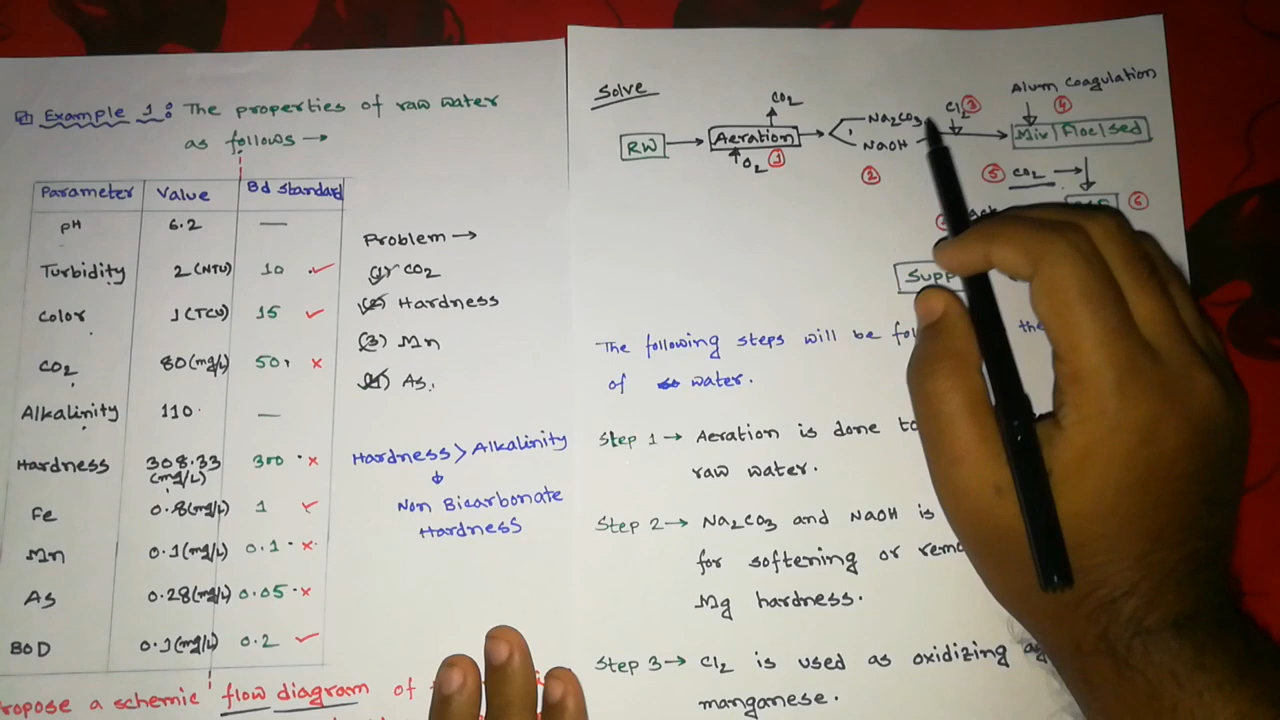 Example 1: The properties of raw water
as follows →
Parameter Value Bd standard
pH 6.2 —
Turbidity 2 (NTU) 10 ✓
Color 1 (TCU) 15 ✓
CO2 80 (mg/L) 50 ×
Alkalinity 110 —
Hardness 308.33 (mg/L) 300 ×
Fe 0.8 (mg/L) 1 ✓
Mn 0.1 (mg/L) 0.1 ×
As 0.28 (mg/L) 0.05 ×
BOD 0.1 (mg/L) 0.2 ✓
Problem →
CO2
Hardness
(3) Mn
As
Hardness > Alkalinity
↓
Non Bicarbonate
Hardness
ropose a schemic flow diagram of
Solve
RW → Aeration → Na2CO3 NaOH → Mix/Floc/sed
CO2
O2 1
2
Cl2 3
Alum coagulation
4
5 CO2 →
6
Supp
The following steps will be the
of water.
Step 1 → Aeration is done to
raw water.
Step 2 → Na2CO3 and NaOH is
for softening or
Mg hardness.
Step 3 → Cl2 is used as oxidizing
manganese.